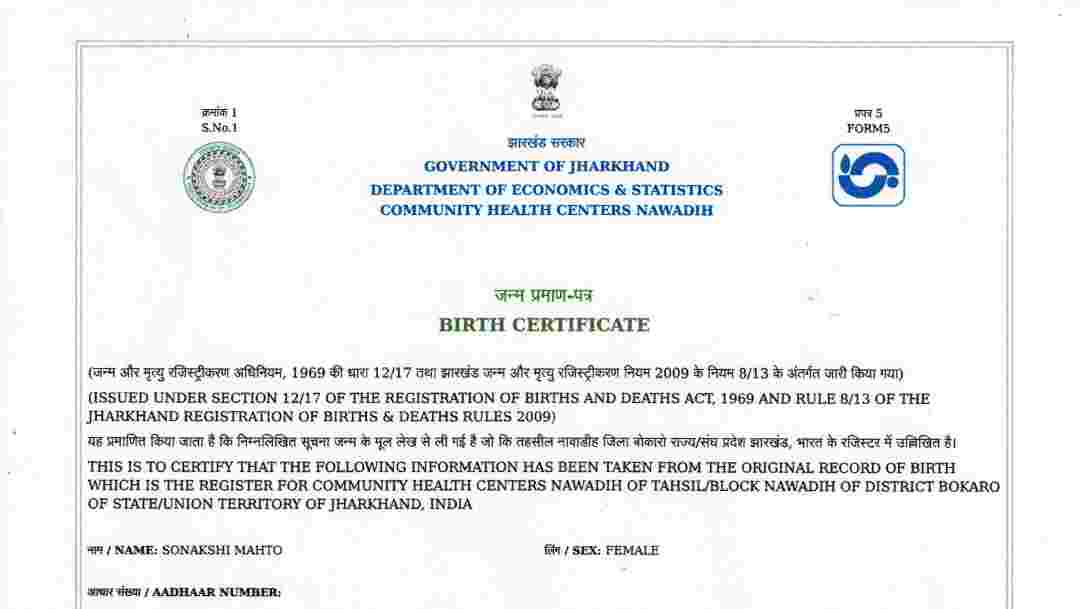 क्रमांक 1
S.No.1
प्रपत्र 5
FORM5
झारखंड सरकार
GOVERNMENT OF JHARKHAND
DEPARTMENT OF ECONOMICS & STATISTICS
COMMUNITY HEALTH CENTERS NAWADIH
जन्म प्रमाण-पत्र
BIRTH CERTIFICATE
(जन्म और मृत्यु रजिस्ट्रीकरण अधिनियम, 1969 की धारा 12/17 तथा झारखंड जन्म और मृत्यु रजिस्ट्रीकरण नियम 2009 के नियम 8/13 के अंतर्गत जारी किया गया)
(ISSUED UNDER SECTION 12/17 OF THE REGISTRATION OF BIRTHS AND DEATHS ACT, 1969 AND RULE 8/13 OF THE
JHARKHAND REGISTRATION OF BIRTHS & DEATHS RULES 2009)
यह प्रमाणित किया जाता है कि निम्नलिखित सूचना जन्म के मूल लेख से ली गई है जो कि तहसील नावाडीह जिला बोकारो राज्य/संघ प्रदेश झारखंड, भारत के रजिस्टर में उल्लिखित है।
THIS IS TO CERTIFY THAT THE FOLLOWING INFORMATION HAS BEEN TAKEN FROM THE ORIGINAL RECORD OF BIRTH
WHICH IS THE REGISTER FOR COMMUNITY HEALTH CENTERS NAWADIH OF TAHSIL/BLOCK NAWADIH OF DISTRICT BOKARO
OF STATE/UNION TERRITORY OF JHARKHAND, INDIA
नाम / NAME: SONAKSHI MAHTO
लिंग / SEX: FEMALE
आधार संख्या / AADHAAR NUMBER: